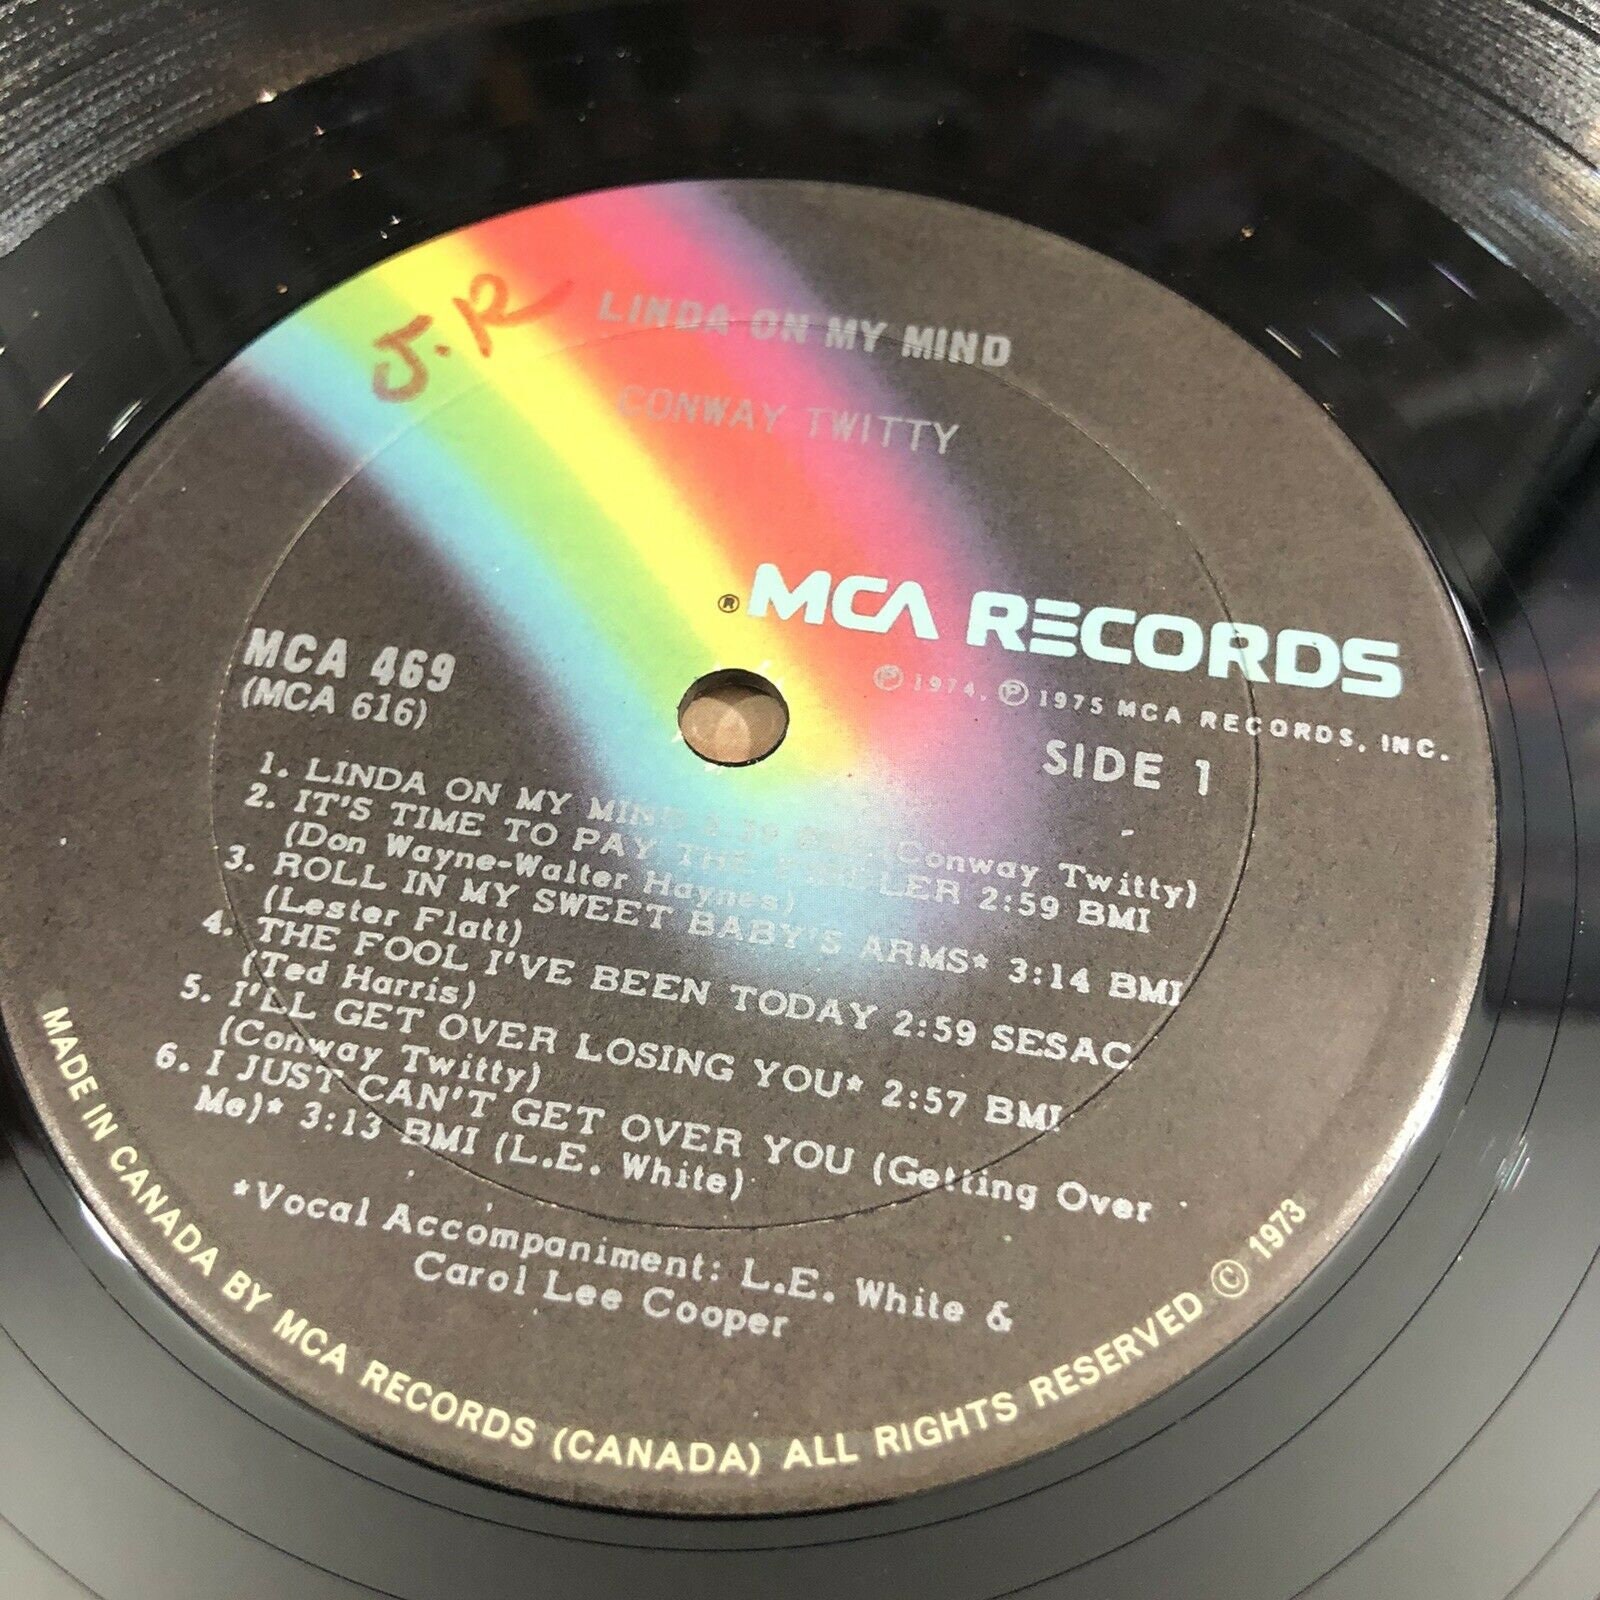 J.R
LINDA ON MY MIND
CONWAY TWITTY
® MCA RECORDS
℗ 1974, ℗ 1975 MCA RECORDS, INC.
MCA 469
(MCA 616)
SIDE 1
1. LINDA ON MY MIND (Conway Twitty)
2. IT'S TIME TO PAY THE FIDDLER 2:59 BMI
(Don Wayne-Walter Haynes)
3. ROLL IN MY SWEET BABY'S ARMS* 3:14 BMI
(Lester Flatt)
4. THE FOOL I'VE BEEN TODAY 2:59 SESAC
(Ted Harris)
5. I'LL GET OVER LOSING YOU* 2:57 BMI
(Conway Twitty)
6. I JUST CAN'T GET OVER YOU (Getting Over
Me)* 3:13 BMI (L.E. White)
*Vocal Accompaniment: L.E. White &
Carol Lee Cooper
MADE IN CANADA BY MCA RECORDS (CANADA) ALL RIGHTS RESERVED © 1973